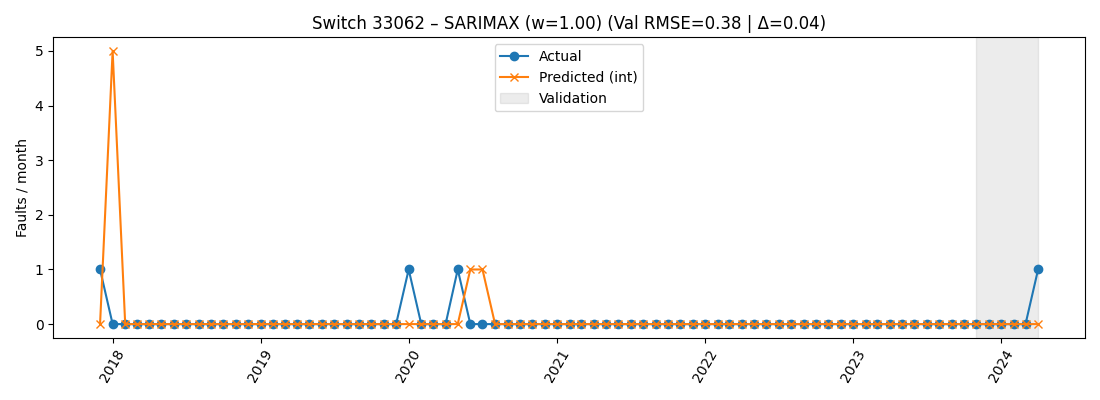 Switch 33062 – SARIMAX (w=1.00) (Val RMSE=0.38 | Δ=0.04)
Actual
Predicted (int)
Validation
Faults / month
5
4
3
2
1
0
2018
2019
2020
2021
2022
2023
2024